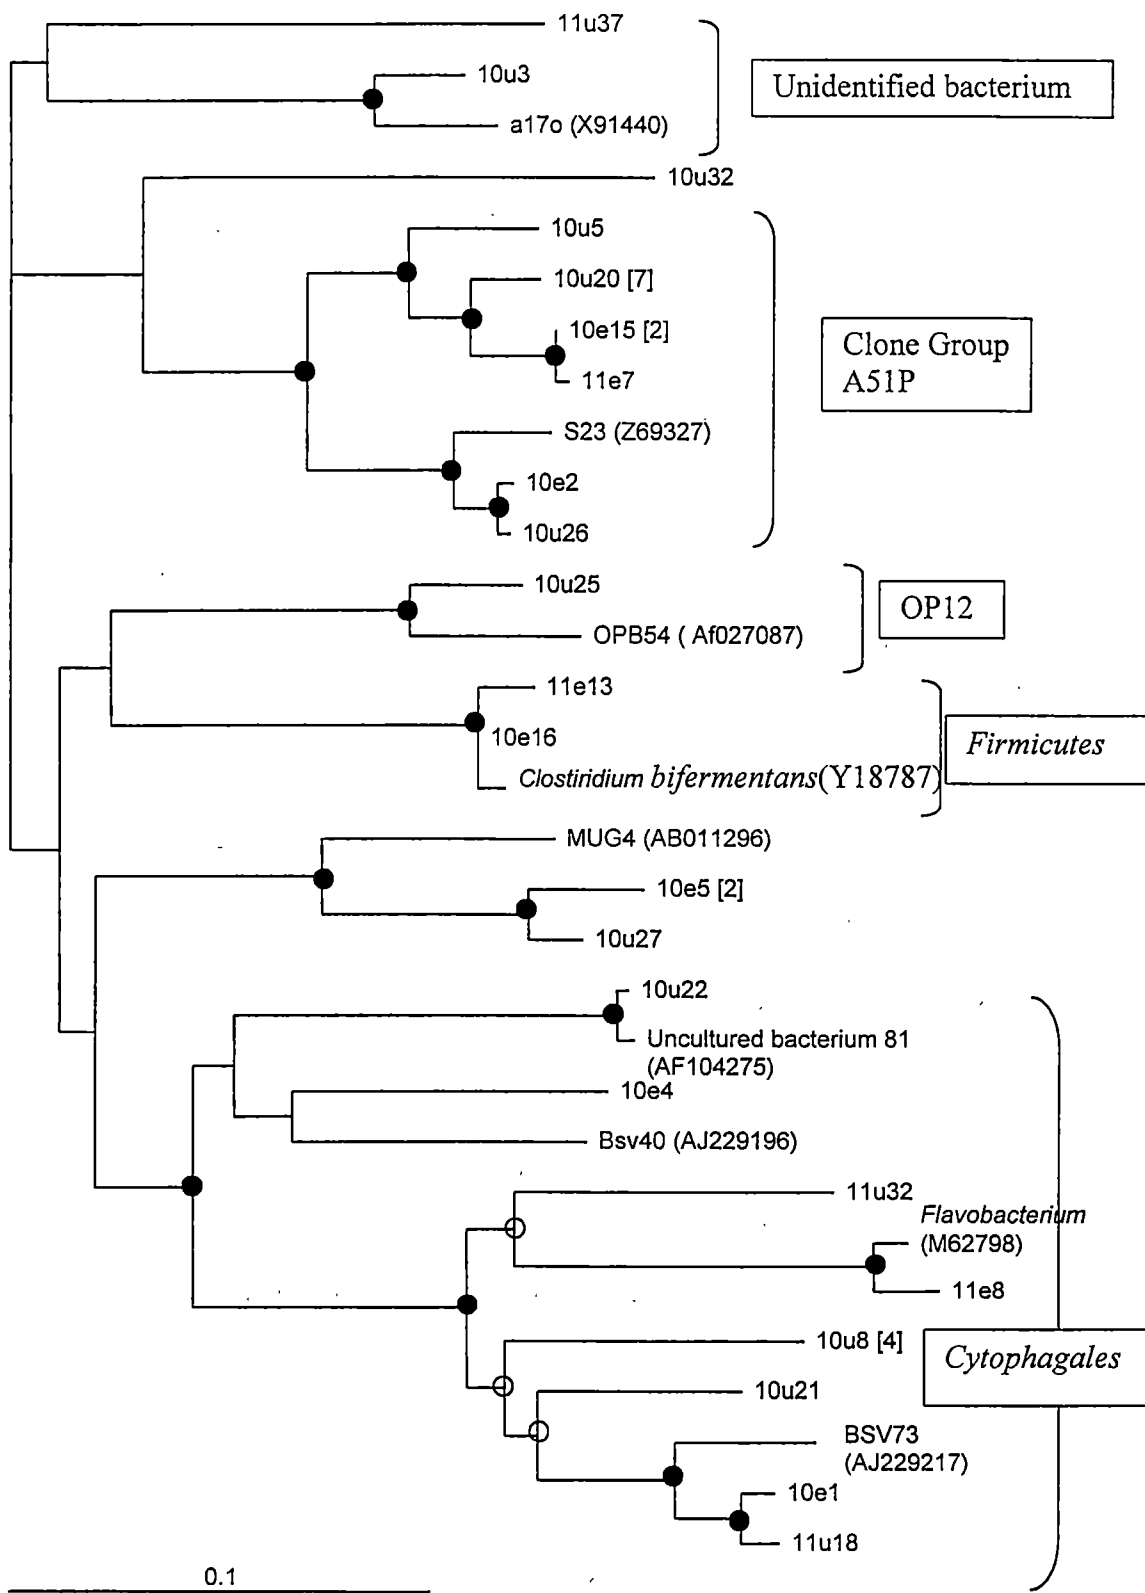 11u37
10u3
Unidentified bacterium
a17o (X91440)
10u32
10u5
10u20 [7]
10e15 [2]
Clone Group
A51P
11e7
S23 (Z69327)
10e2
10u26
10u25
OP12
OPB54 ( Af027087)
11e13
10e16
Firmicutes
Clostiridium bifermentans(Y18787)
MUG4 (AB011296)
10e5 [2]
10u27
10u22
Uncultured bacterium 81
(AF104275)
10e4
Bsv40 (AJ229196)
11u32
Flavobacterium
(M62798)
11e8
10u8 [4]
Cytophagales
10u21
BSV73
(AJ229217)
10e1
11u18
0.1